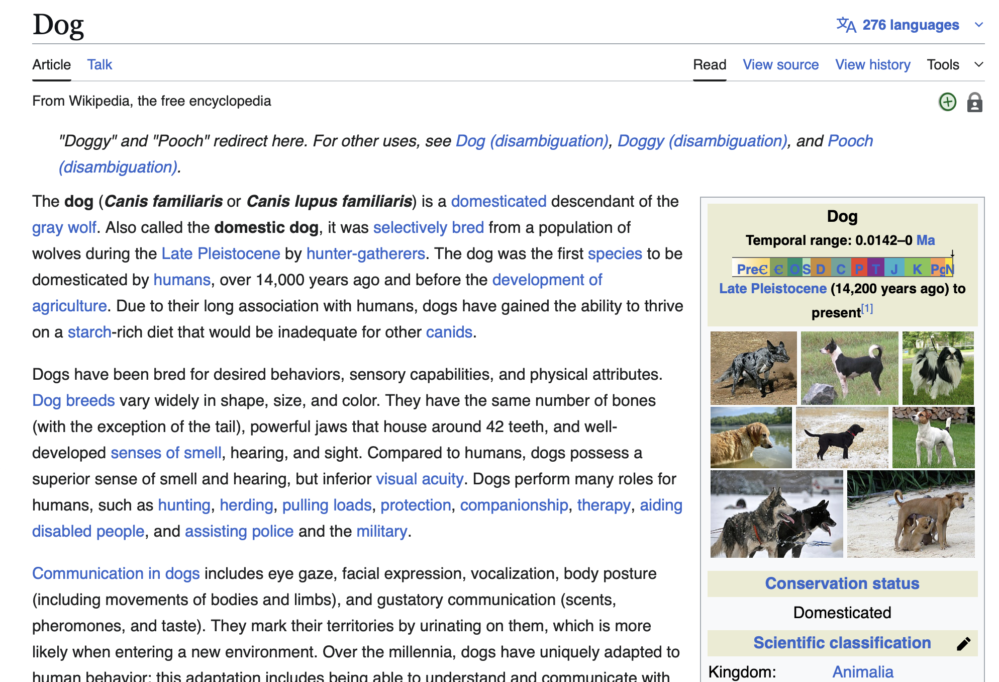 Dog
276 languages
Article Talk
Read View source View history Tools
From Wikipedia, the free encyclopedia
"Doggy" and "Pooch" redirect here. For other uses, see Dog (disambiguation), Doggy (disambiguation), and Pooch
(disambiguation).
The dog (Canis familiaris or Canis lupus familiaris) is a domesticated descendant of the
gray wolf. Also called the domestic dog, it was selectively bred from a population of
wolves during the Late Pleistocene by hunter-gatherers. The dog was the first species to be
domesticated by humans, over 14,000 years ago and before the development of
agriculture. Due to their long association with humans, dogs have gained the ability to thrive
on a starch-rich diet that would be inadequate for other canids.
Dogs have been bred for desired behaviors, sensory capabilities, and physical attributes.
Dog breeds vary widely in shape, size, and color. They have the same number of bones
(with the exception of the tail), powerful jaws that house around 42 teeth, and well-
developed senses of smell, hearing, and sight. Compared to humans, dogs possess a
superior sense of smell and hearing, but inferior visual acuity. Dogs perform many roles for
humans, such as hunting, herding, pulling loads, protection, companionship, therapy, aiding
disabled people, and assisting police and the military.
Communication in dogs includes eye gaze, facial expression, vocalization, body posture
(including movements of bodies and limbs), and gustatory communication (scents,
pheromones, and taste). They mark their territories by urinating on them, which is more
likely when entering a new environment. Over the millennia, dogs have uniquely adapted to
human behavior; this adaptation includes being able to understand and communicate with
Dog
Temporal range: 0.0142–0 Ma
↓
PreꞒ Ꞓ O S D C P T J K Pg N
Late Pleistocene (14,200 years ago) to
present[1]
Conservation status
Domesticated
Scientific classification
Kingdom: Animalia